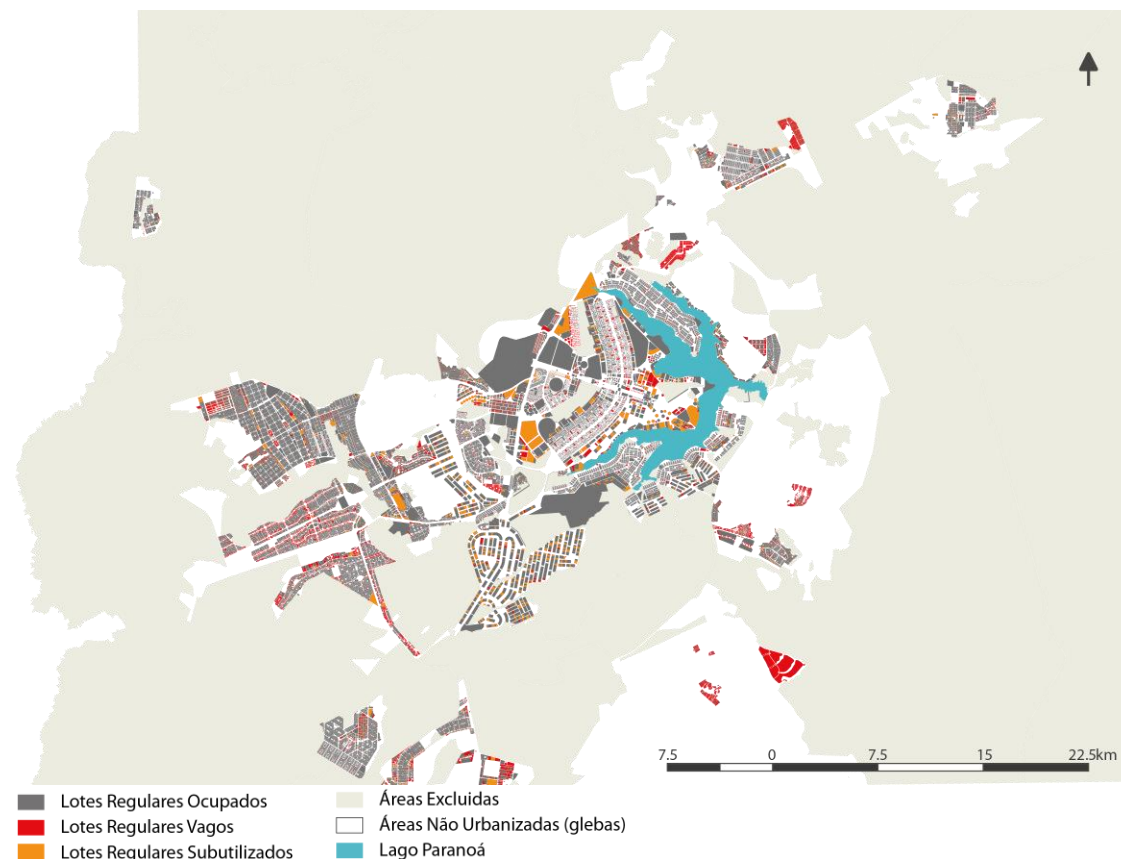 7.5 0 7.5 15 22.5km
Lotes Regulares Ocupados
Lotes Regulares Vagos
Lotes Regulares Subutilizados
Áreas Excluidas
Áreas Não Urbanizadas (glebas)
Lago Paranoá